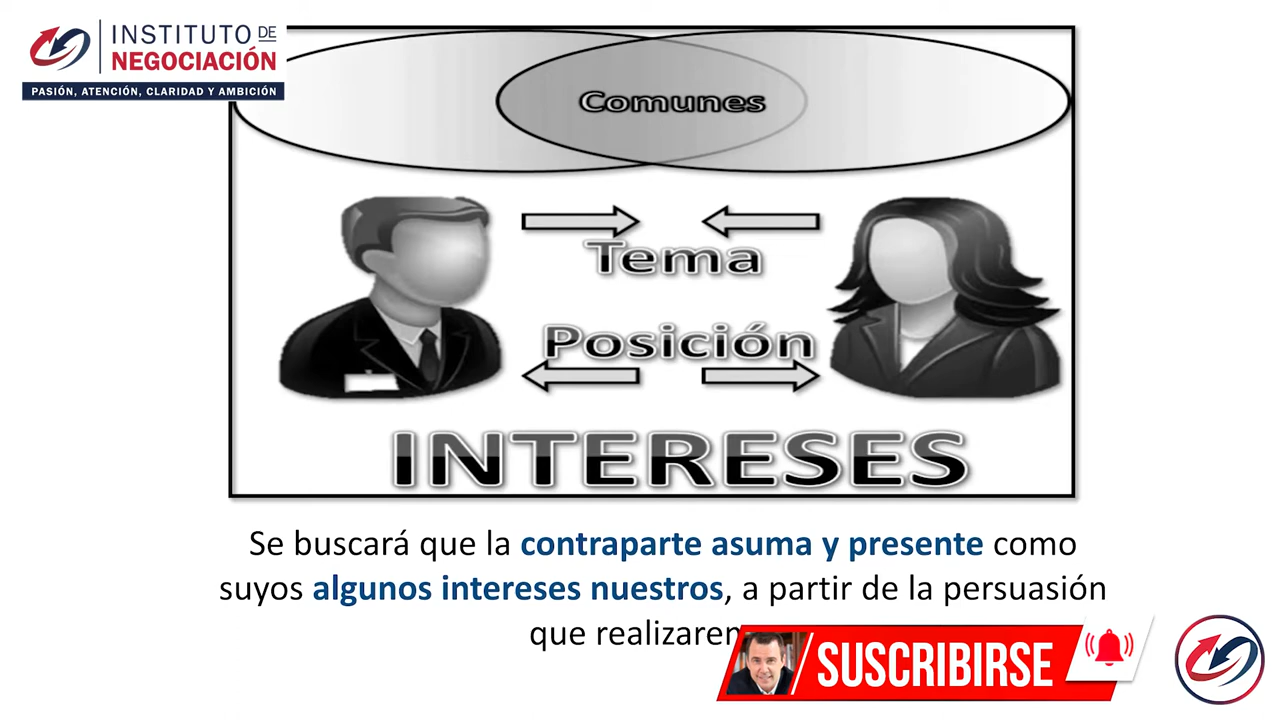 INSTITUTO DE
NEGOCIACIÓN
PASIÓN, ATENCIÓN, CLARIDAD Y AMBICIÓN
Comunes
Tema
Posición
INTERESES
Se buscará que la contraparte asuma y presente como
suyos algunos intereses nuestros, a partir de la persuasión
que
SUSCRIBIRSE